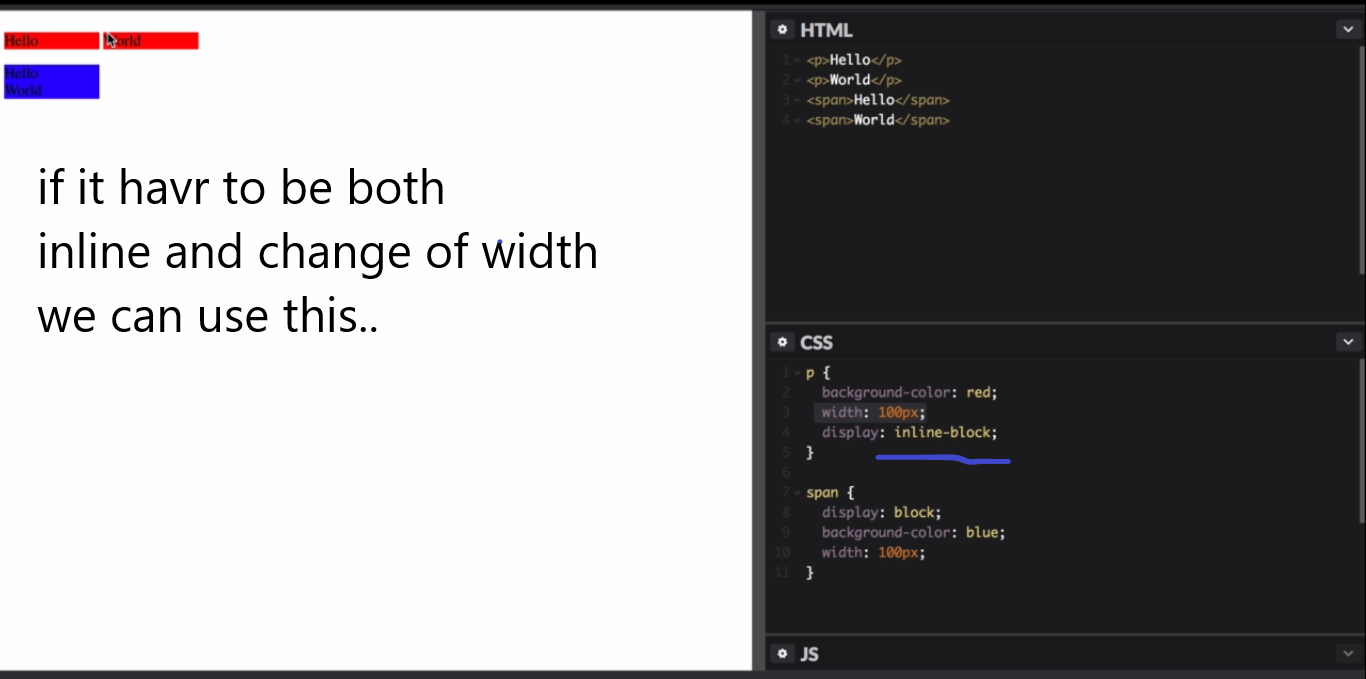 Hello World
Hello
World
if it havr to be both
inline and change of width
we can use this..
HTML
1 <p>Hello</p>
2 <p>World</p>
3 <span>Hello</span>
4 <span>World</span>
CSS
1 p {
2 background-color: red;
3 width: 100px;
4 display: inline-block;
5 }
6
7 span {
8 display: block;
9 background-color: blue;
10 width: 100px;
11 }
JS